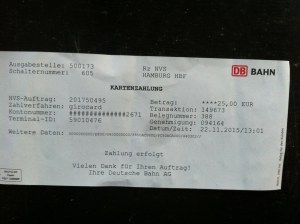 Ausgabestelle: 500173 Rz NVS
Schalternummer: 605 HAMBURG HBF
DB BAHN
KARTENZAHLUNG
NVS-Auftrag: 201750495 Betrag: ****25,00 EUR
Zahlverfahren: giroBoard Transaktion: 149673
Kontonummer: ###############2671 Belegnummer: 388
Terminal-ID: 59010476 Genehmigung: 094164
Datum/Zeit: 22.11.2015/13:01
Weitere Daten:
Zahlung erfolgt
Vielen Dank für Ihren Auftrag!
Ihre Deutsche Bahn AG